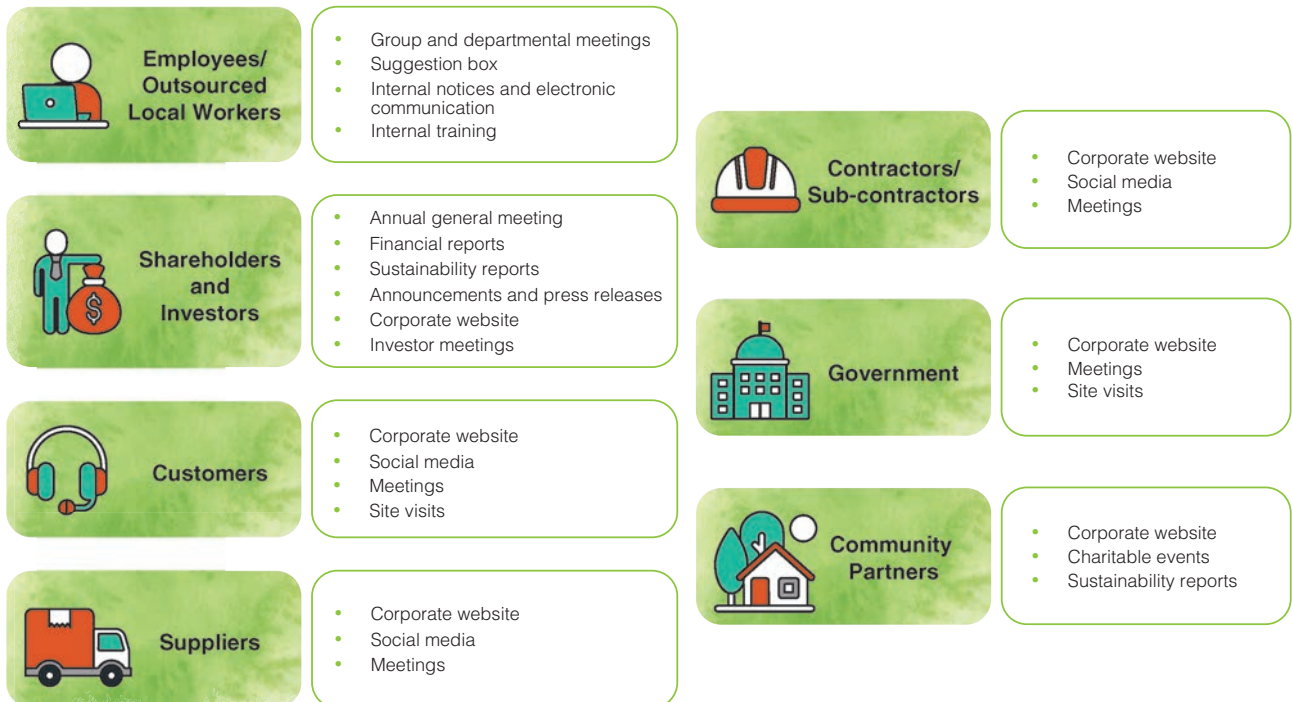 Employees/
Outsourced
Local Workers
• Group and departmental meetings
• Suggestion box
• Internal notices and electronic
communication
• Internal training
Shareholders
and
Investors
$
• Annual general meeting
• Financial reports
• Sustainability reports
• Announcements and press releases
• Corporate website
• Investor meetings
Customers
• Corporate website
• Social media
• Meetings
• Site visits
Suppliers
• Corporate website
• Social media
• Meetings
Contractors/
Sub-contractors
• Corporate website
• Social media
• Meetings
Government
• Corporate website
• Meetings
• Site visits
Community
Partners
• Corporate website
• Charitable events
• Sustainability reports